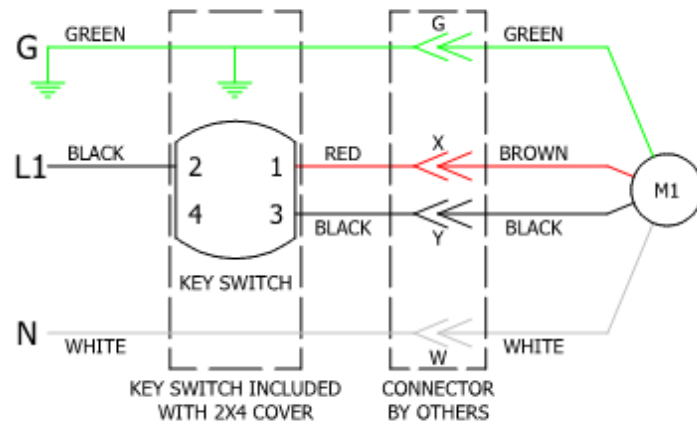 G GREEN G GREEN
L1 BLACK 2 1 RED X BROWN M1
4 3 BLACK Y BLACK
KEY SWITCH
N WHITE W WHITE
KEY SWITCH INCLUDED
WITH 2X4 COVER
CONNECTOR
BY OTHERS